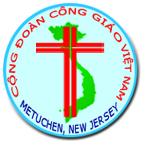 CỘNG ĐOÀN CÔNG GIÁO VIỆT NAM
METUCHEN, NEW JERSEY